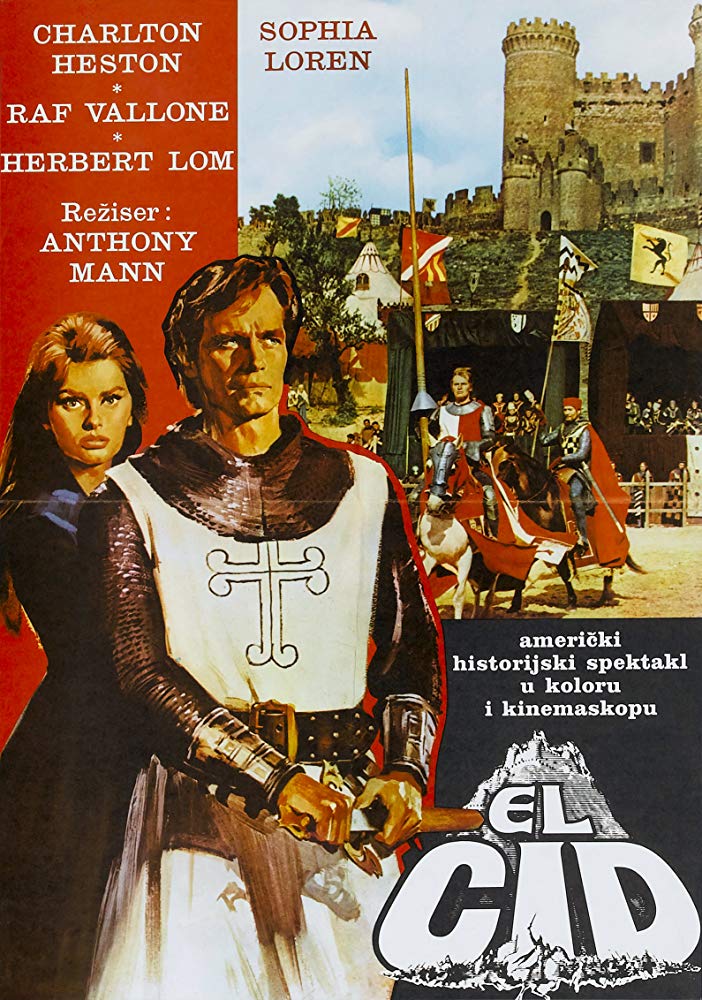 CHARLTON
HESTON
*
RAF VALLONE
*
HERBERT LOM
Režiser:
ANTHONY
MANN
SOPHIA
LOREN
američki
historijski spektakl
u koloru
i kinemaskopu
EL
CID